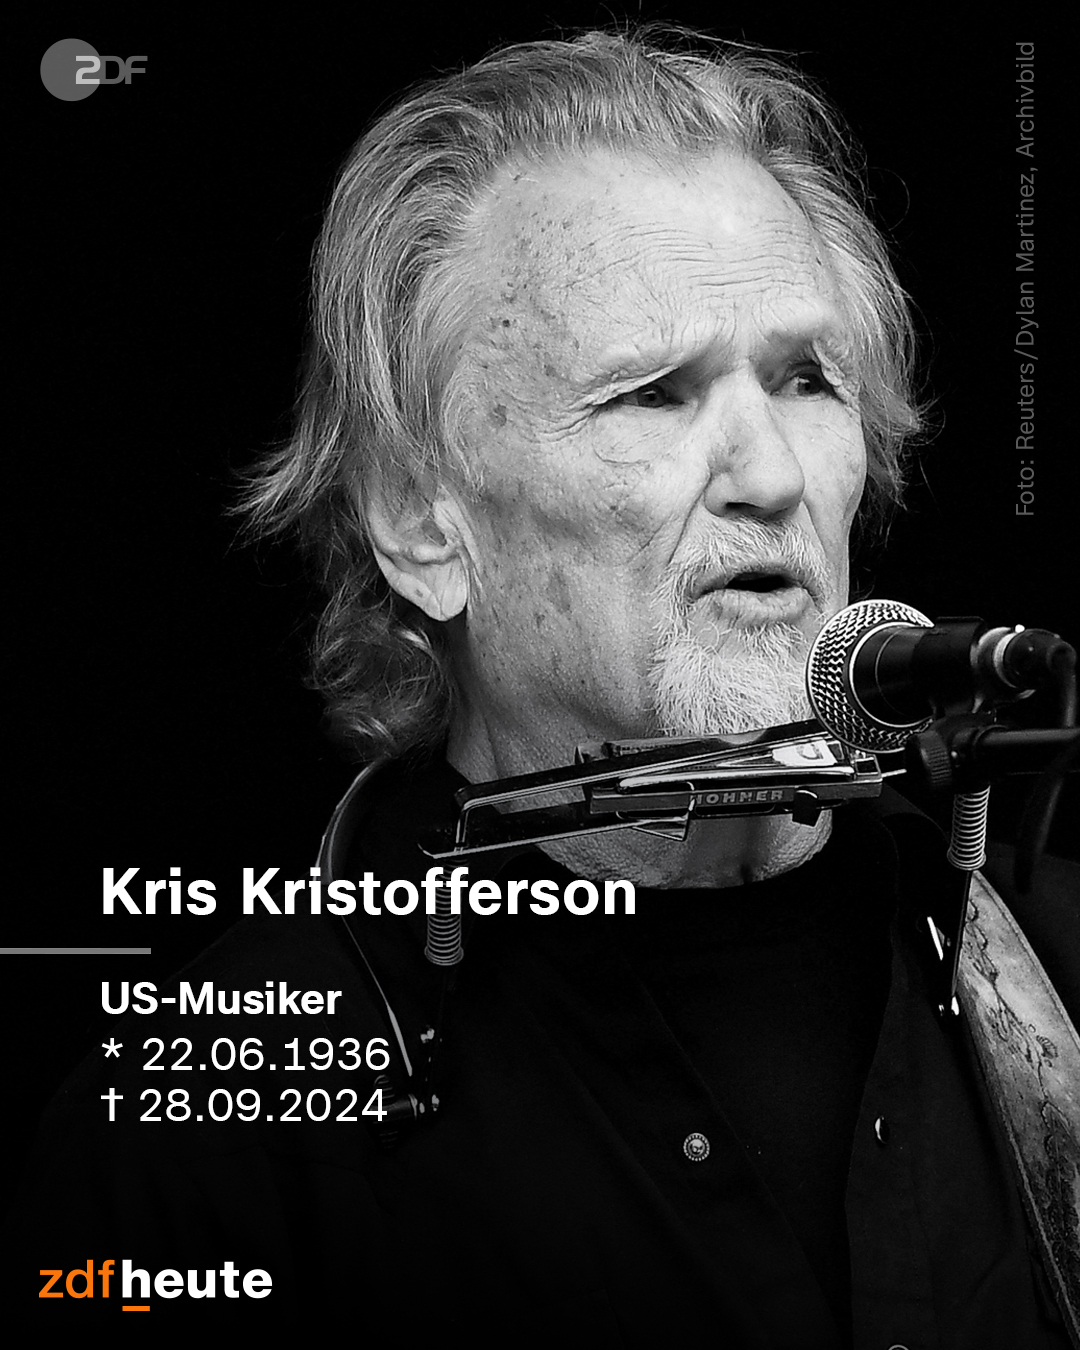 ZDF
Foto: Reuters/Dylan Martinez, Archivbild
HOHNER
Kris Kristofferson
US-Musiker
* 22.06.1936
† 28.09.2024
zdfheute